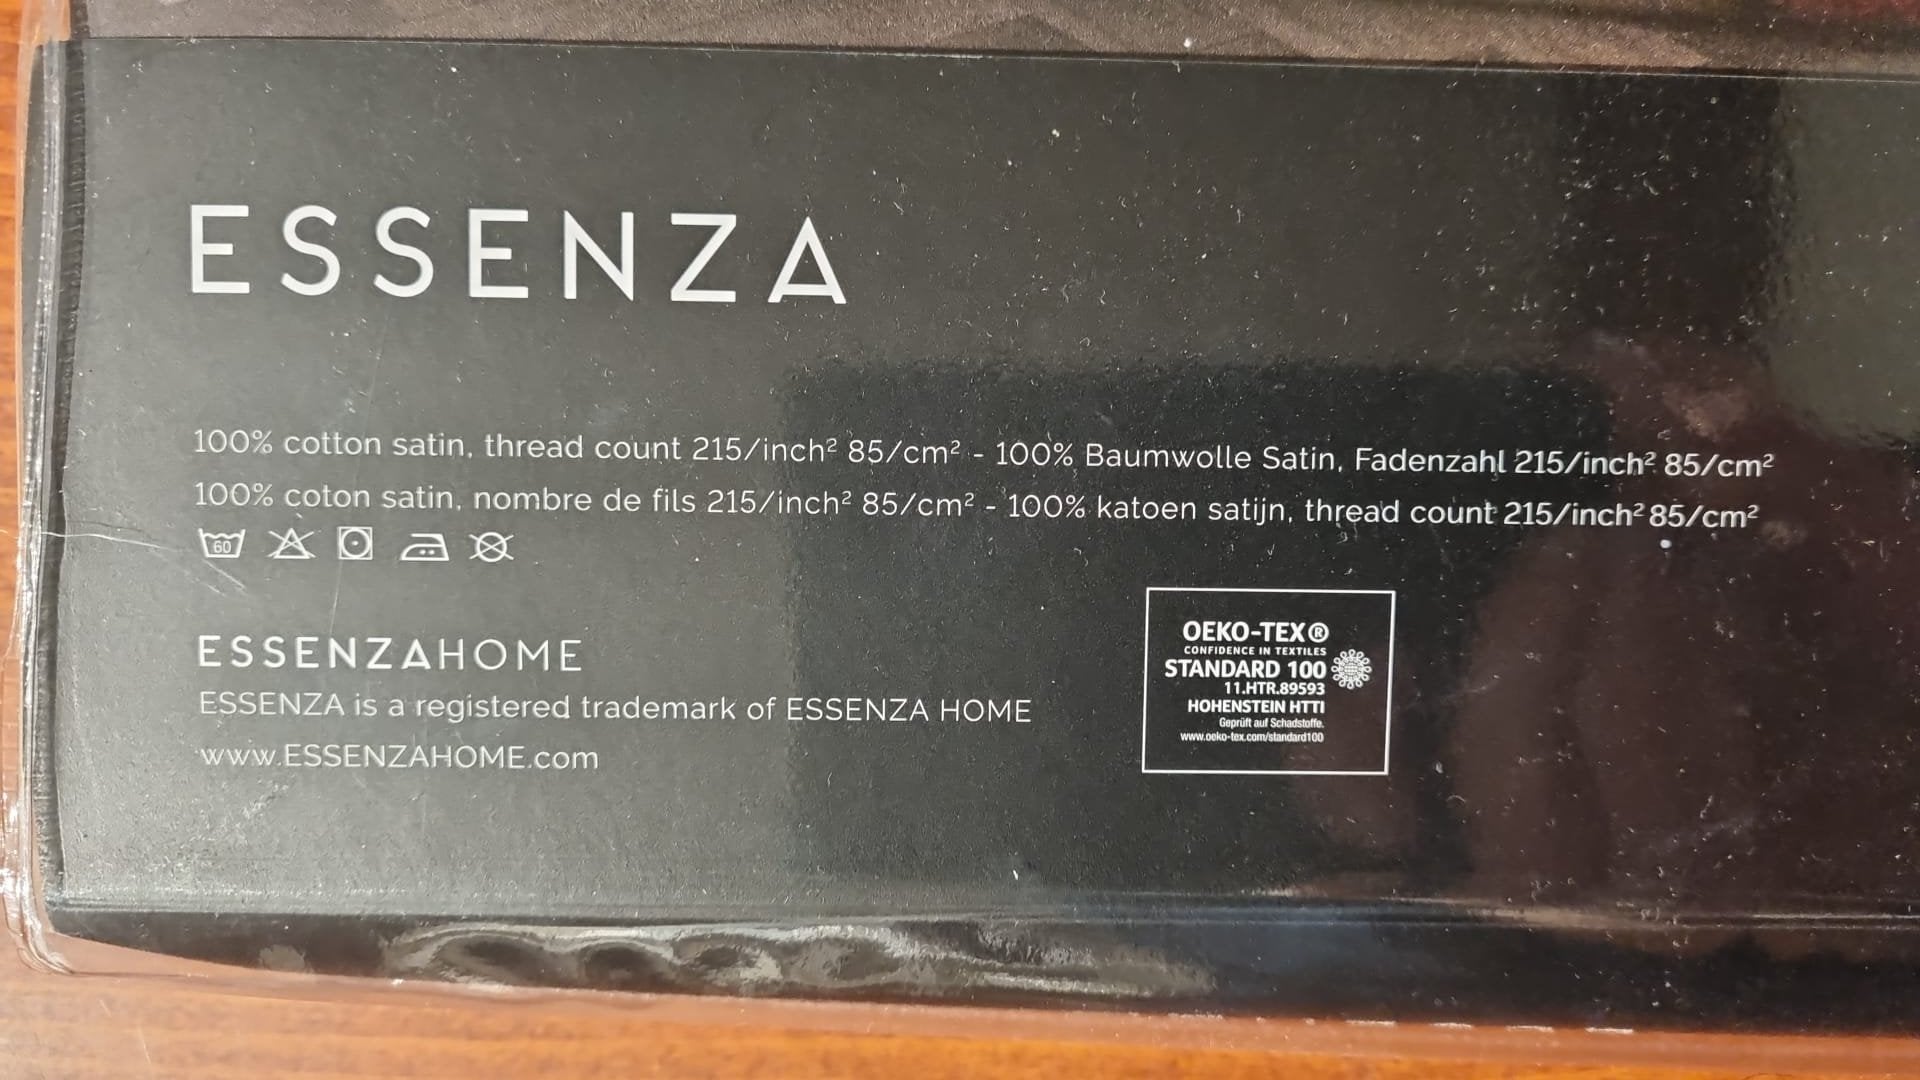 ESSENZA
100% cotton satin, thread count 215/inch² 85/cm² - 100% Baumwolle Satin, Fadenzahl 215/inch² 85/cm²
100% coton satin, nombre de fils 215/inch² 85/cm² - 100% katoen satijn, thread count 215/inch² 85/cm²
60
ESSENZAHOME
ESSENZA is a registered trademark of ESSENZA HOME
www.ESSENZAHOME.com
OEKO-TEX®
CONFIDENCE IN TEXTILES
STANDARD 100
11.HTR.89593
HOHENSTEIN HTTI
Geprüft auf Schadstoffe.
www.oeko-tex.com/standard100